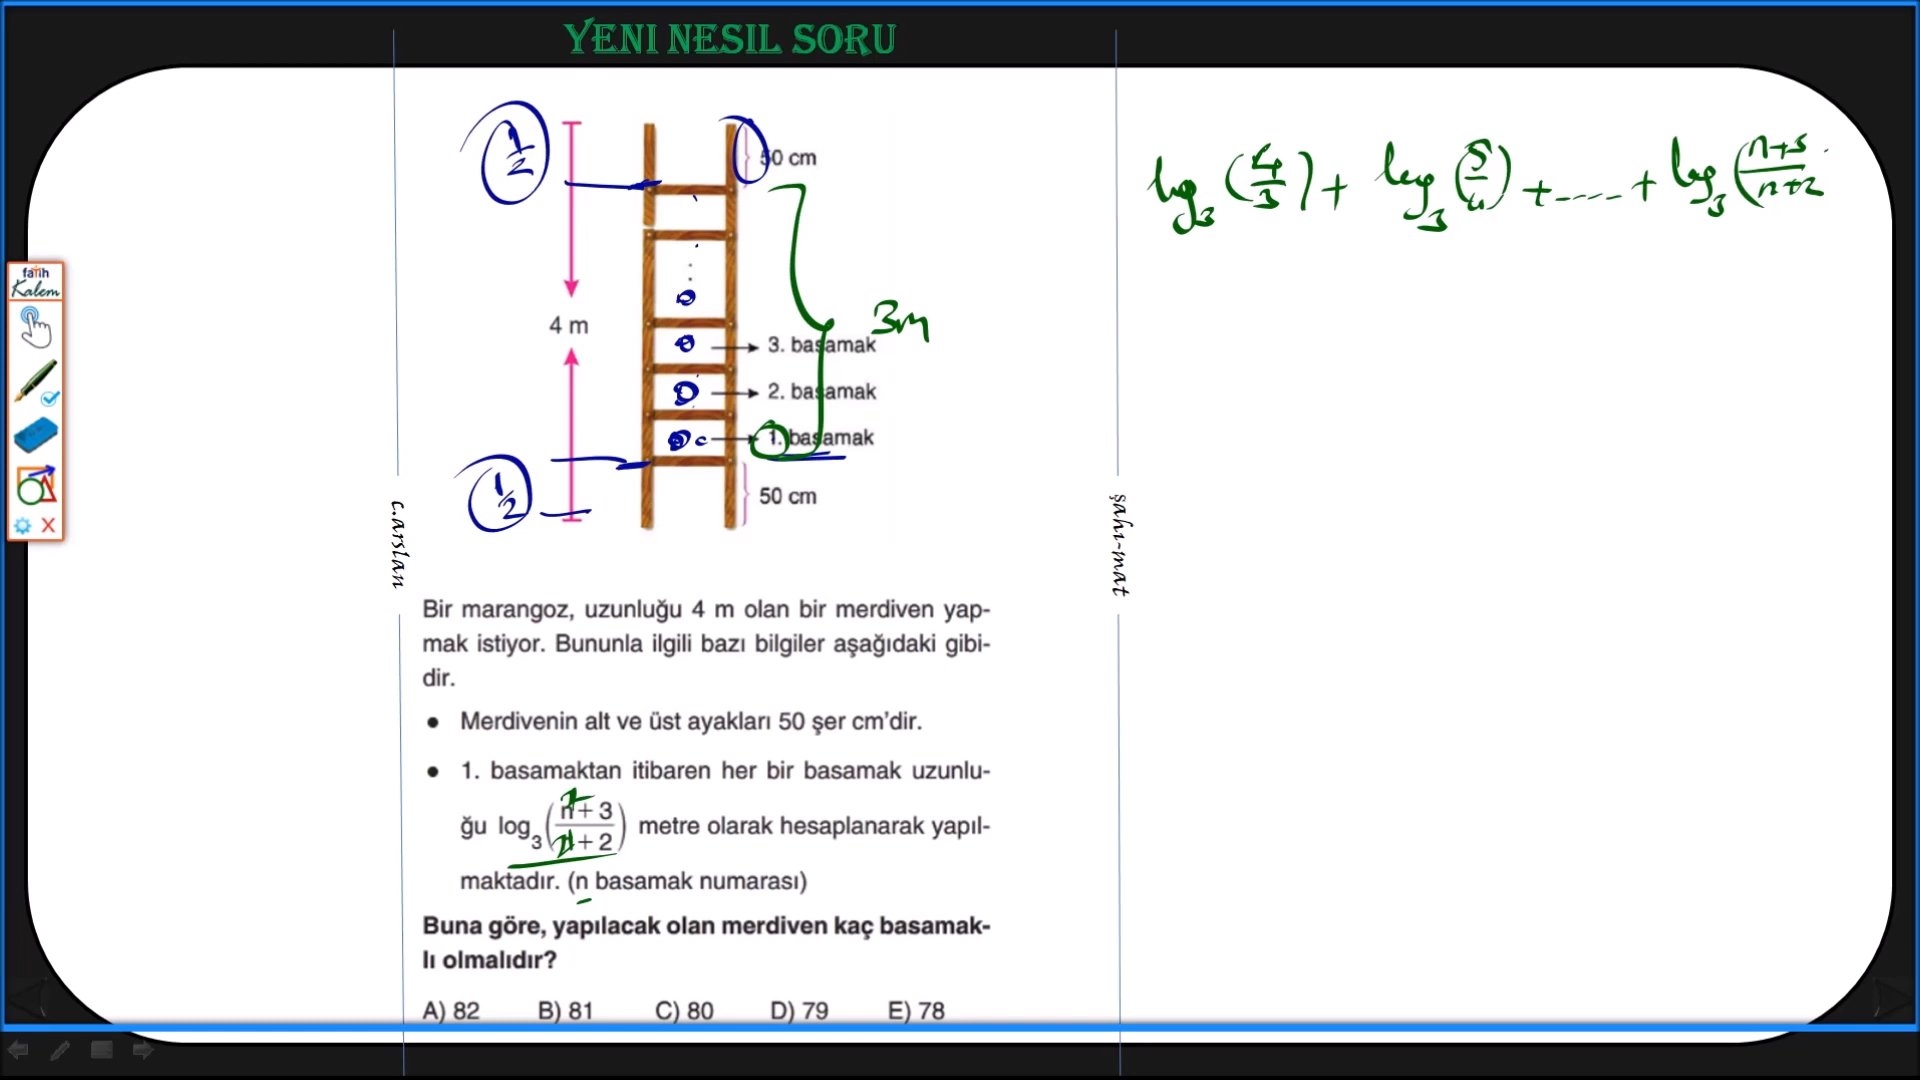 YENI NESIL SORU
1/2
50 cm
log₃(4/3) + log₃(5/4) + ---- + log₃(n+3/n+2
fatih
Kalem
4 m
3m
3. basamak
2. basamak
1. basamak
1/2
50 cm
c.arslan
şahı-mat
Bir marangoz, uzunluğu 4 m olan bir merdiven yap-
mak istiyor. Bununla ilgili bazı bilgiler aşağıdaki gibi-
dir.
• Merdivenin alt ve üst ayakları 50 şer cm'dir.
• 1. basamaktan itibaren her bir basamak uzunlu-
ğu log₃(n+3/n+2) metre olarak hesaplanarak yapıl-
maktadır. (n basamak numarası)
Buna göre, yapılacak olan merdiven kaç basamak-
lı olmalıdır?
A) 82 B) 81 C) 80 D) 79 E) 78